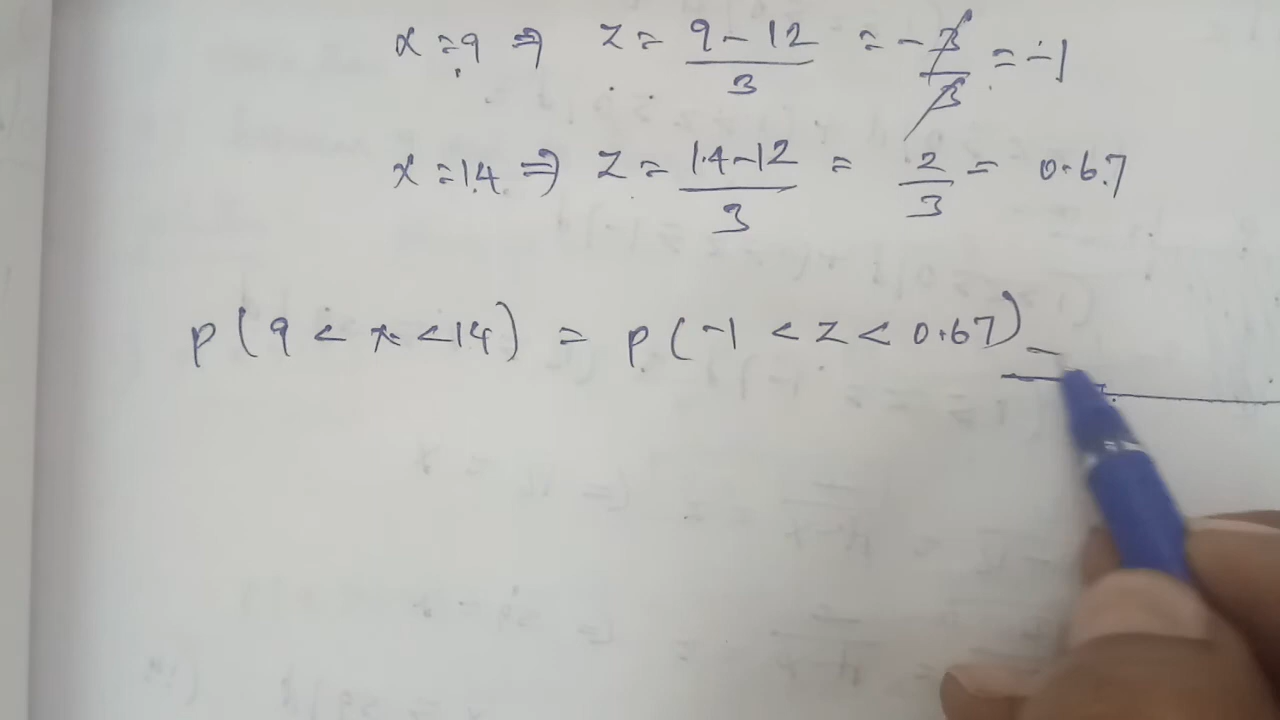 x = 9 ⇒ z = 9 - 12 / 3 = - 3 / 3 = -1
x = 14 ⇒ z = 14 - 12 / 3 = 2 / 3 = 0.67
P(9 < x < 14) = P(-1 < z < 0.67)